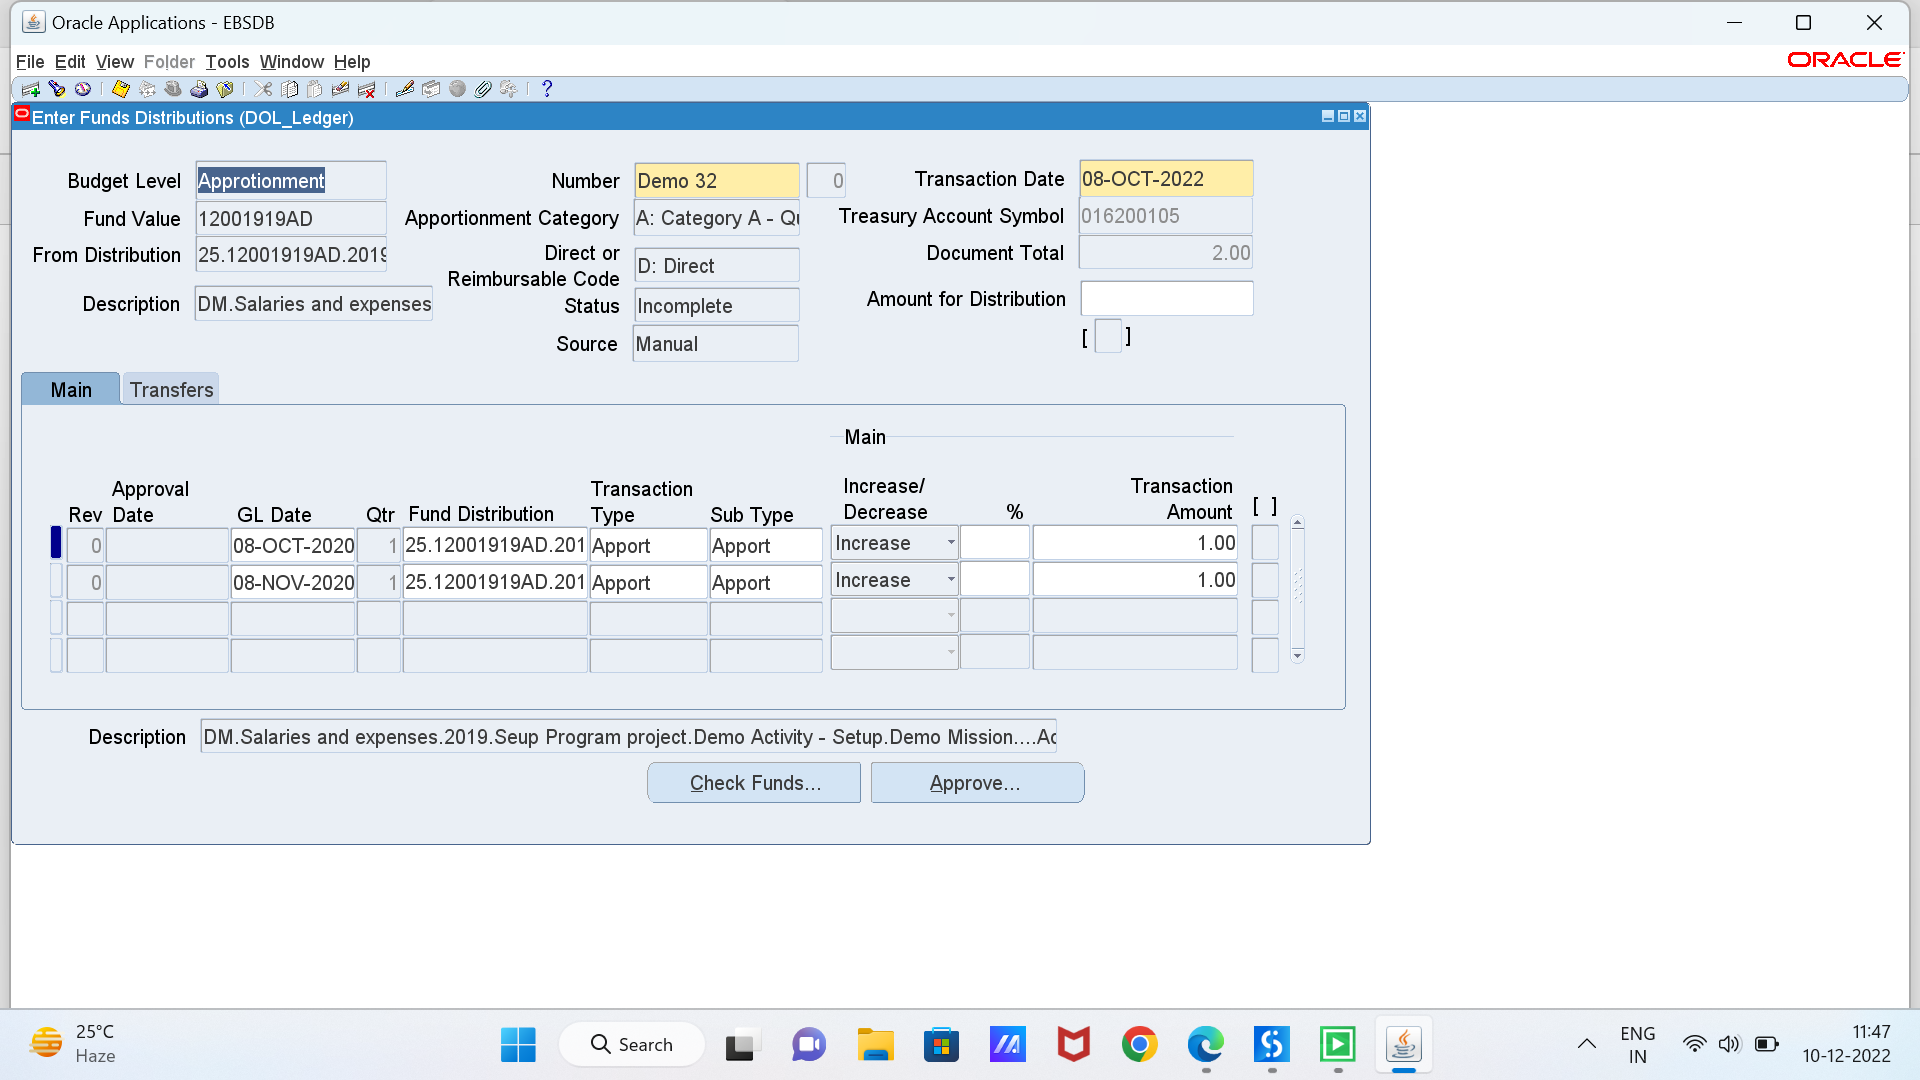 Oracle Applications - EBSDB
File Edit View Folder Tools Window Help
ORACLE
Enter Funds Distributions (DOL_Ledger)
Budget Level Approtionment
Number Demo 32 0
Transaction Date 08-OCT-2022
Fund Value 12001919AD
Apportionment Category A: Category A - Qu
Treasury Account Symbol 016200105
From Distribution 25.12001919AD.2019
Direct or
Reimbursable Code D: Direct
Document Total 2.00
Description DM.Salaries and expenses
Status Incomplete
Amount for Distribution
[ ]
Source Manual
Main Transfers
Main
Rev Approval Date GL Date Qtr Fund Distribution Transaction Type Sub Type Increase/ Decrease % Transaction Amount [ ]
0 08-OCT-2020 1 25.12001919AD.201 Apport Apport Increase 1.00
0 08-NOV-2020 1 25.12001919AD.201 Apport Apport Increase 1.00
Description DM.Salaries and expenses.2019.Seup Program project.Demo Activity - Setup.Demo Mission....Ac
Check Funds... Approve...
25°C
Haze
Search
ENG
IN
11:47
10-12-2022